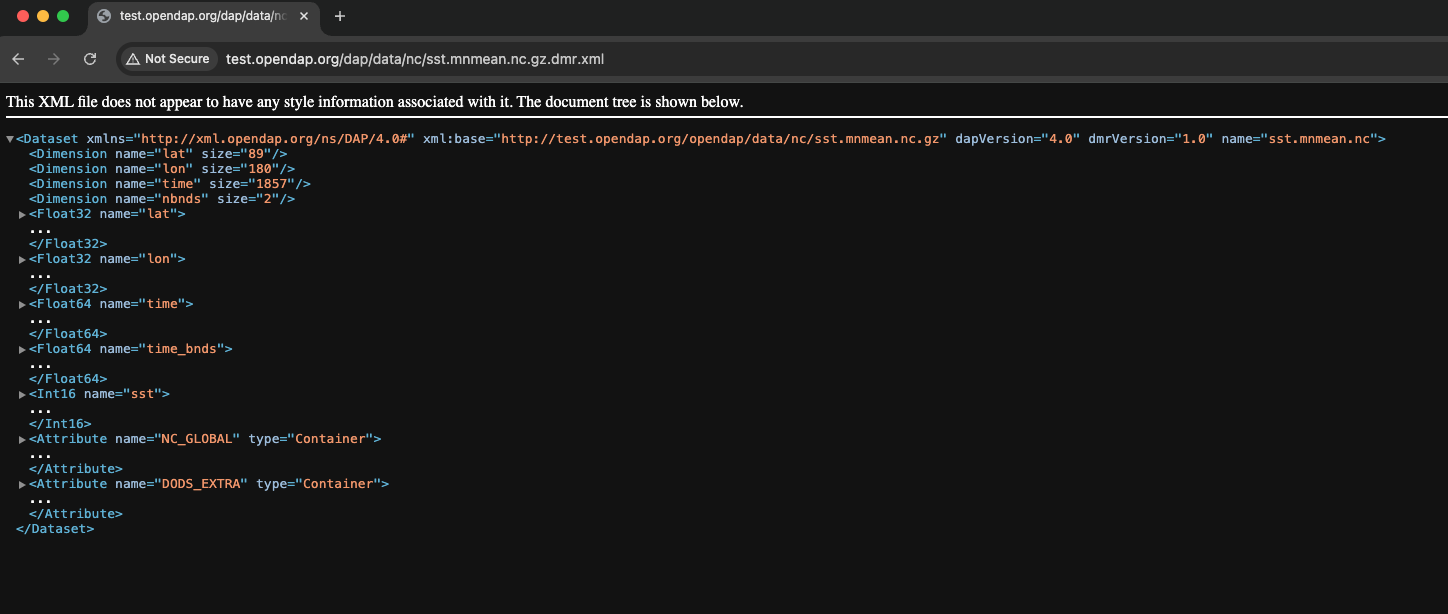 test.opendap.org/dap/data/nc
Not Secure test.opendap.org/dap/data/nc/sst.mnmean.nc.gz.dmr.xml
This XML file does not appear to have any style information associated with it. The document tree is shown below.
<Dataset xmlns="http://xml.opendap.org/ns/DAP/4.0#" xml:base="http://test.opendap.org/opendap/data/nc/sst.mnmean.nc.gz" dapVersion="4.0" dmrVersion="1.0" name="sst.mnmean.nc">
<Dimension name="lat" size="89"/>
<Dimension name="lon" size="180"/>
<Dimension name="time" size="1857"/>
<Dimension name="nbnds" size="2"/>
<Float32 name="lat">
...
</Float32>
<Float32 name="lon">
...
</Float32>
<Float64 name="time">
...
</Float64>
<Float64 name="time_bnds">
...
</Float64>
<Int16 name="sst">
...
</Int16>
<Attribute name="NC_GLOBAL" type="Container">
...
</Attribute>
<Attribute name="DODS_EXTRA" type="Container">
...
</Attribute>
</Dataset>